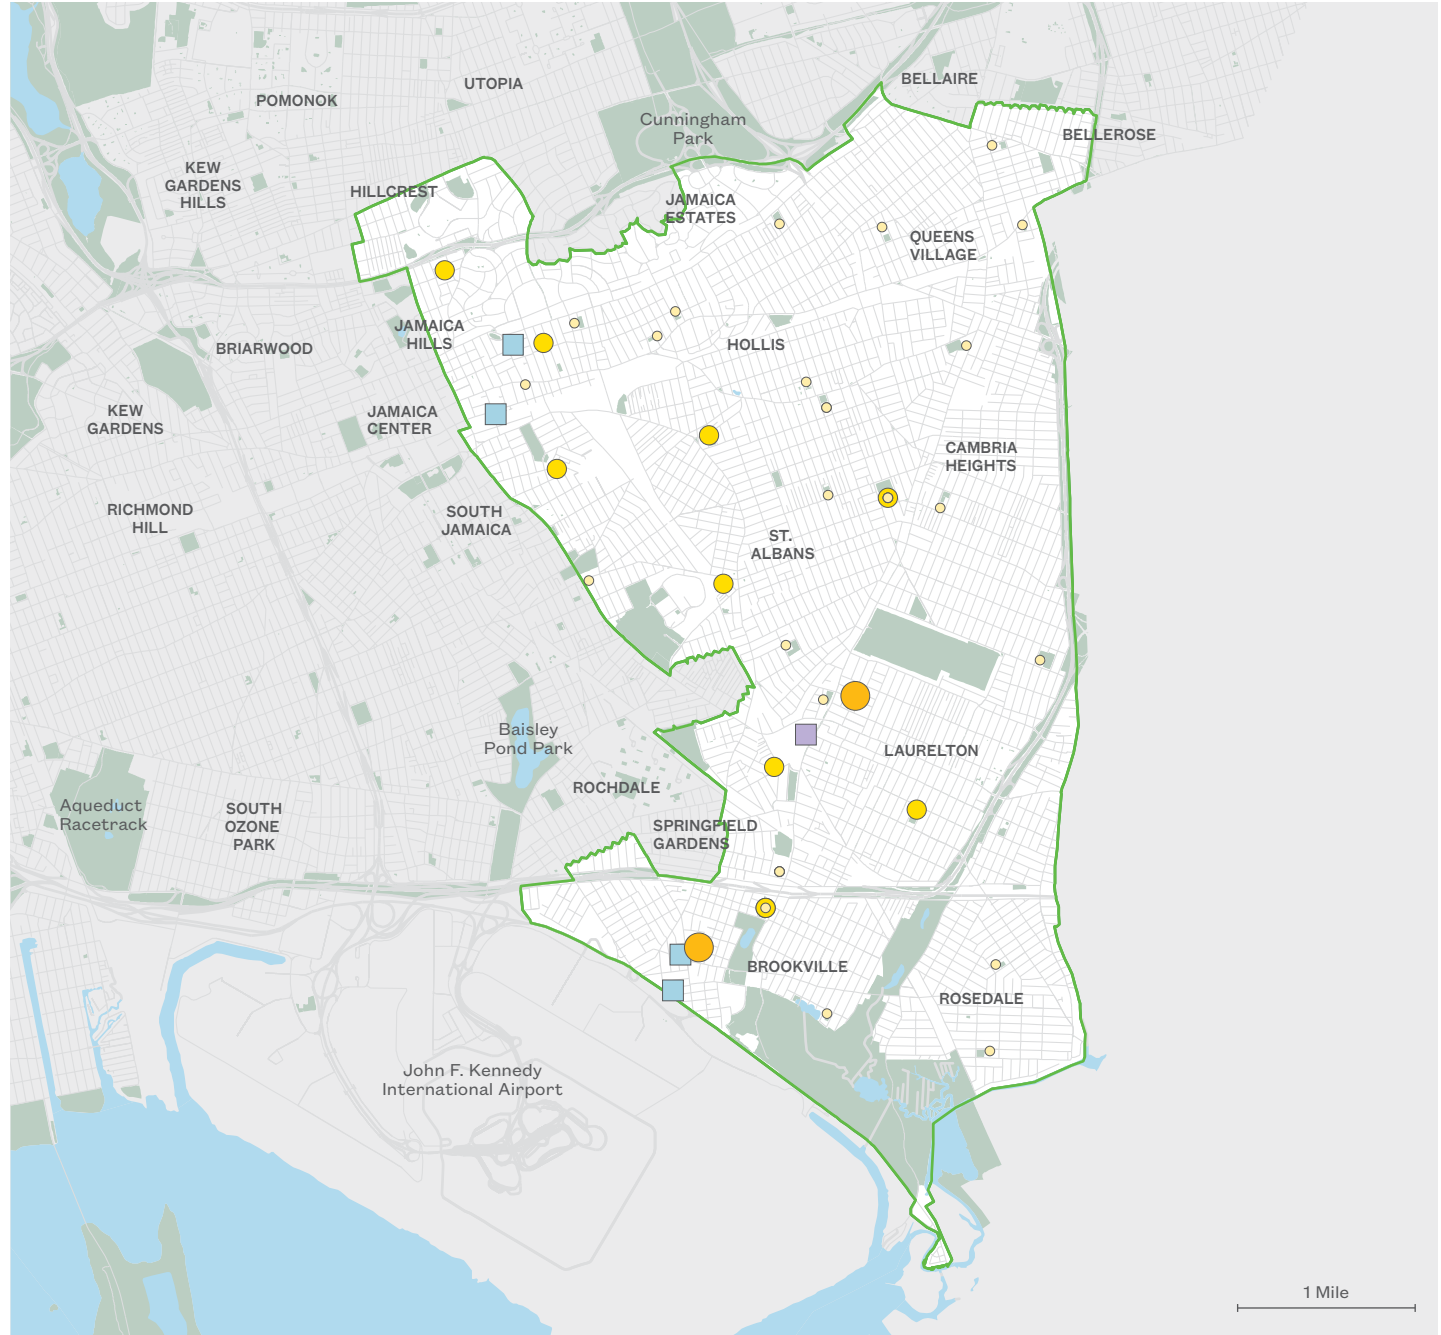 BELLAIRE
UTOPIA
POMONOK
Cunningham
Park
BELLEROSE
KEW
GARDENS
HILLS
HILLCREST
JAMAICA
ESTATES
QUEENS
VILLAGE
JAMAICA
HILLS
BRIARWOOD
HOLLIS
KEW
GARDENS
JAMAICA
CENTER
CAMBRIA
HEIGHTS
RICHMOND
HILL
SOUTH
JAMAICA
ST.
ALBANS
Baisley
Pond Park
LAURELTON
ROCHDALE
Aqueduct
Racetrack
SOUTH
OZONE
PARK
SPRINGFIELD
GARDENS
BROOKVILLE
ROSEDALE
John F. Kennedy
International Airport
1 Mile